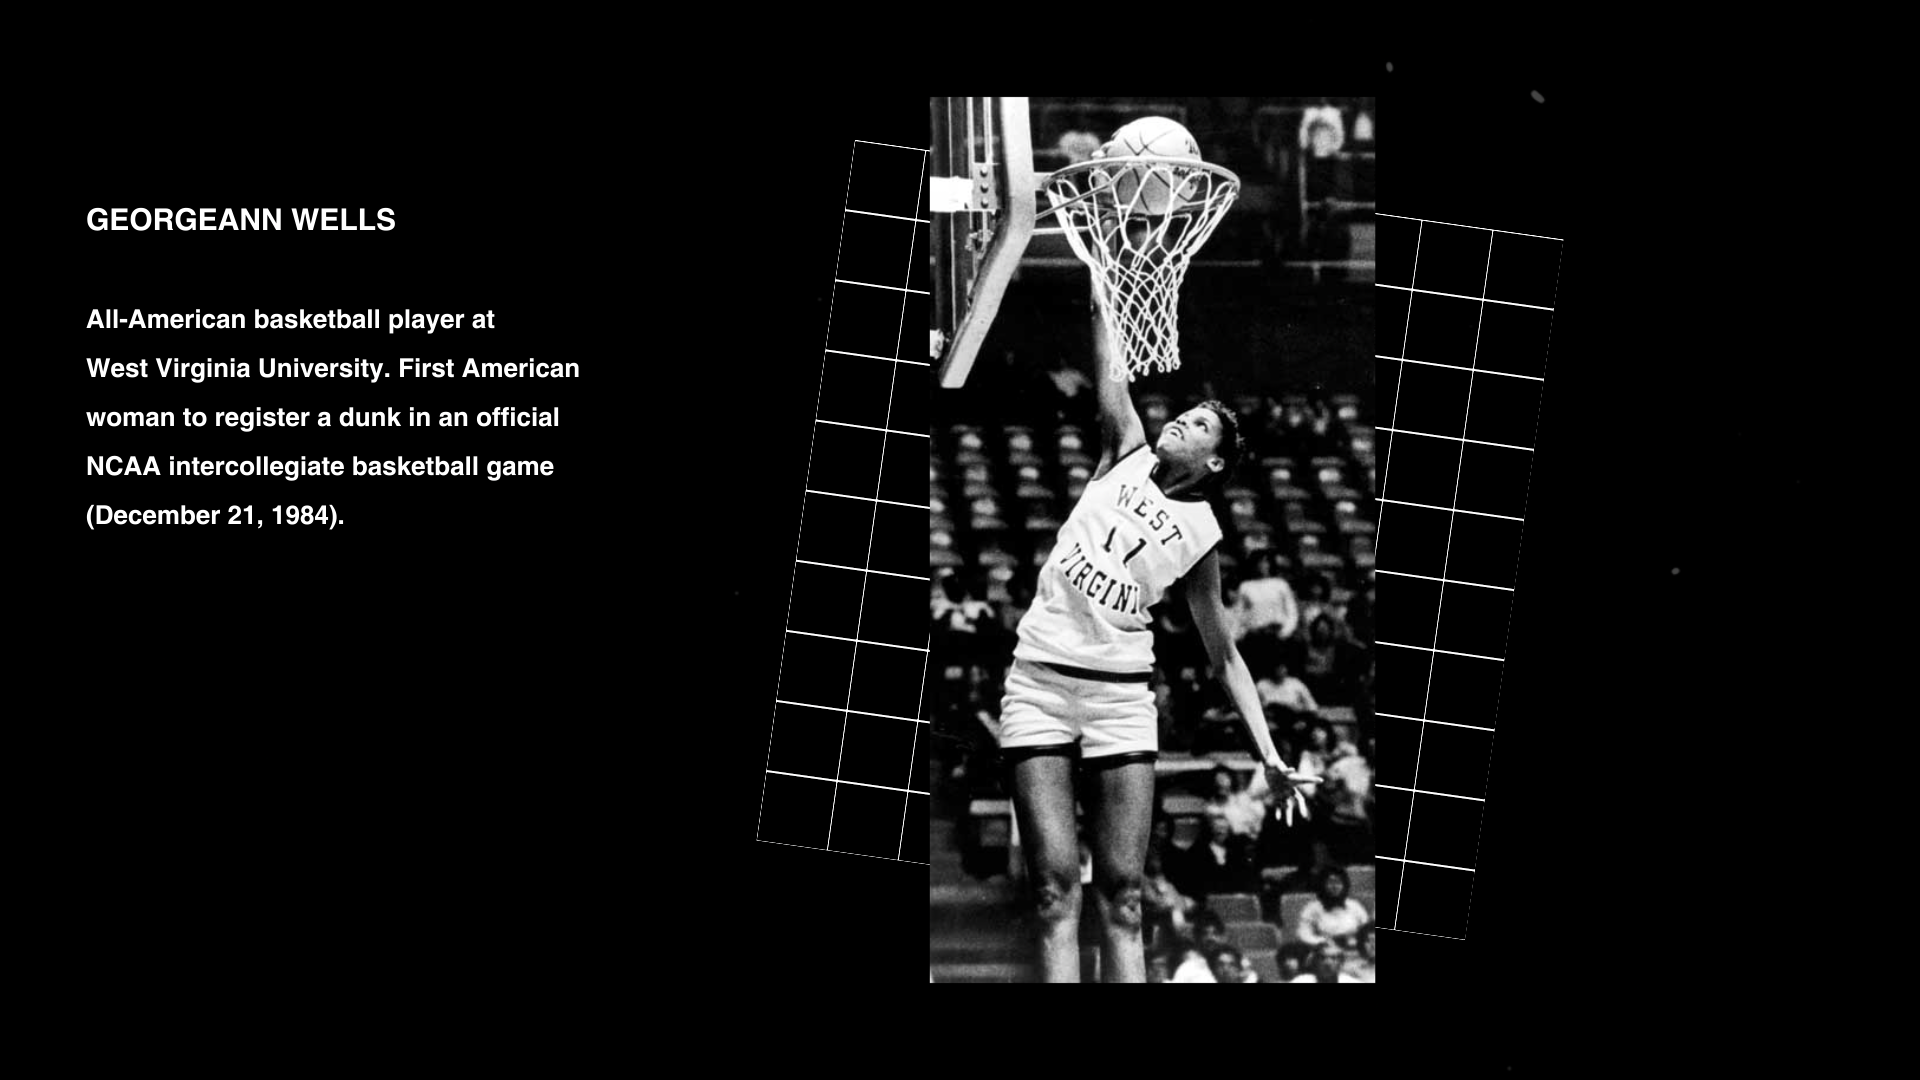 GEORGEANN WELLS
All-American basketball player at
West Virginia University. First American
woman to register a dunk in an official
NCAA intercollegiate basketball game
(December 21, 1984).
WEST
11
VIRGINI